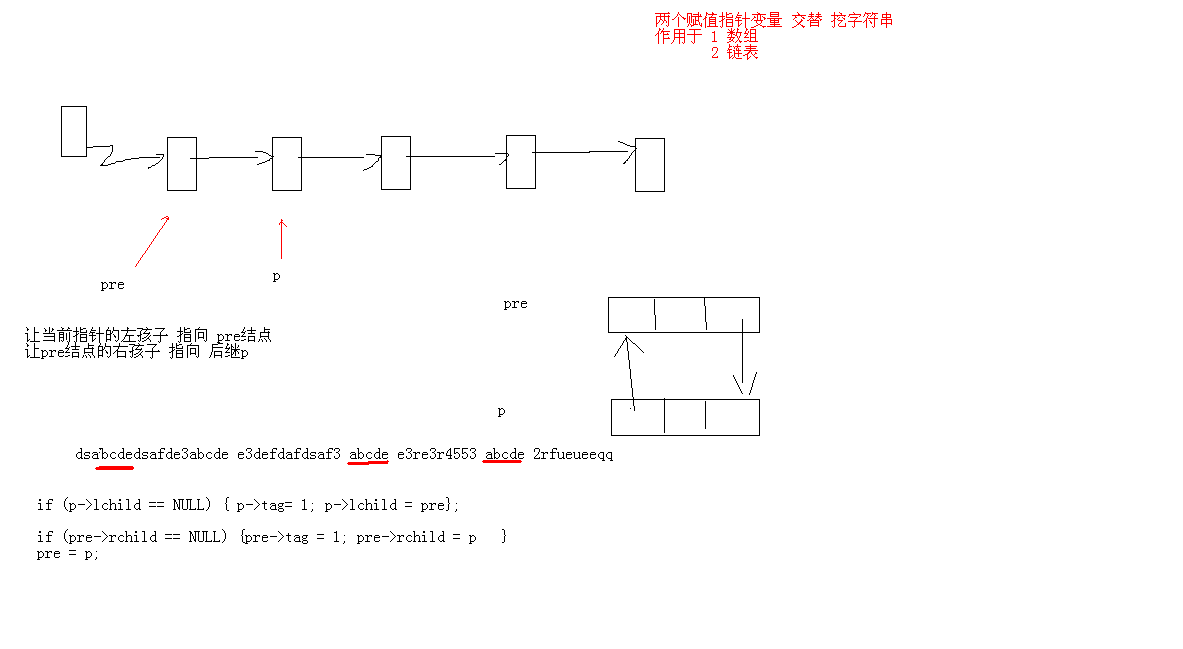 两个赋值指针变量 交替 挖字符串
作用于 1 数组
2 链表
pre
p
pre
让当前指针的左孩子 指向 pre结点
让pre结点的右孩子 指向 后继p
p
dsabcdedsafde3abcde e3defdafdsaf3 abcde e3re3r4553 abcde 2rfueueeqq
if (p->lchild == NULL) { p->tag= 1; p->lchild = pre};
if (pre->rchild == NULL) {pre->tag = 1; pre->rchild = p }
pre = p;